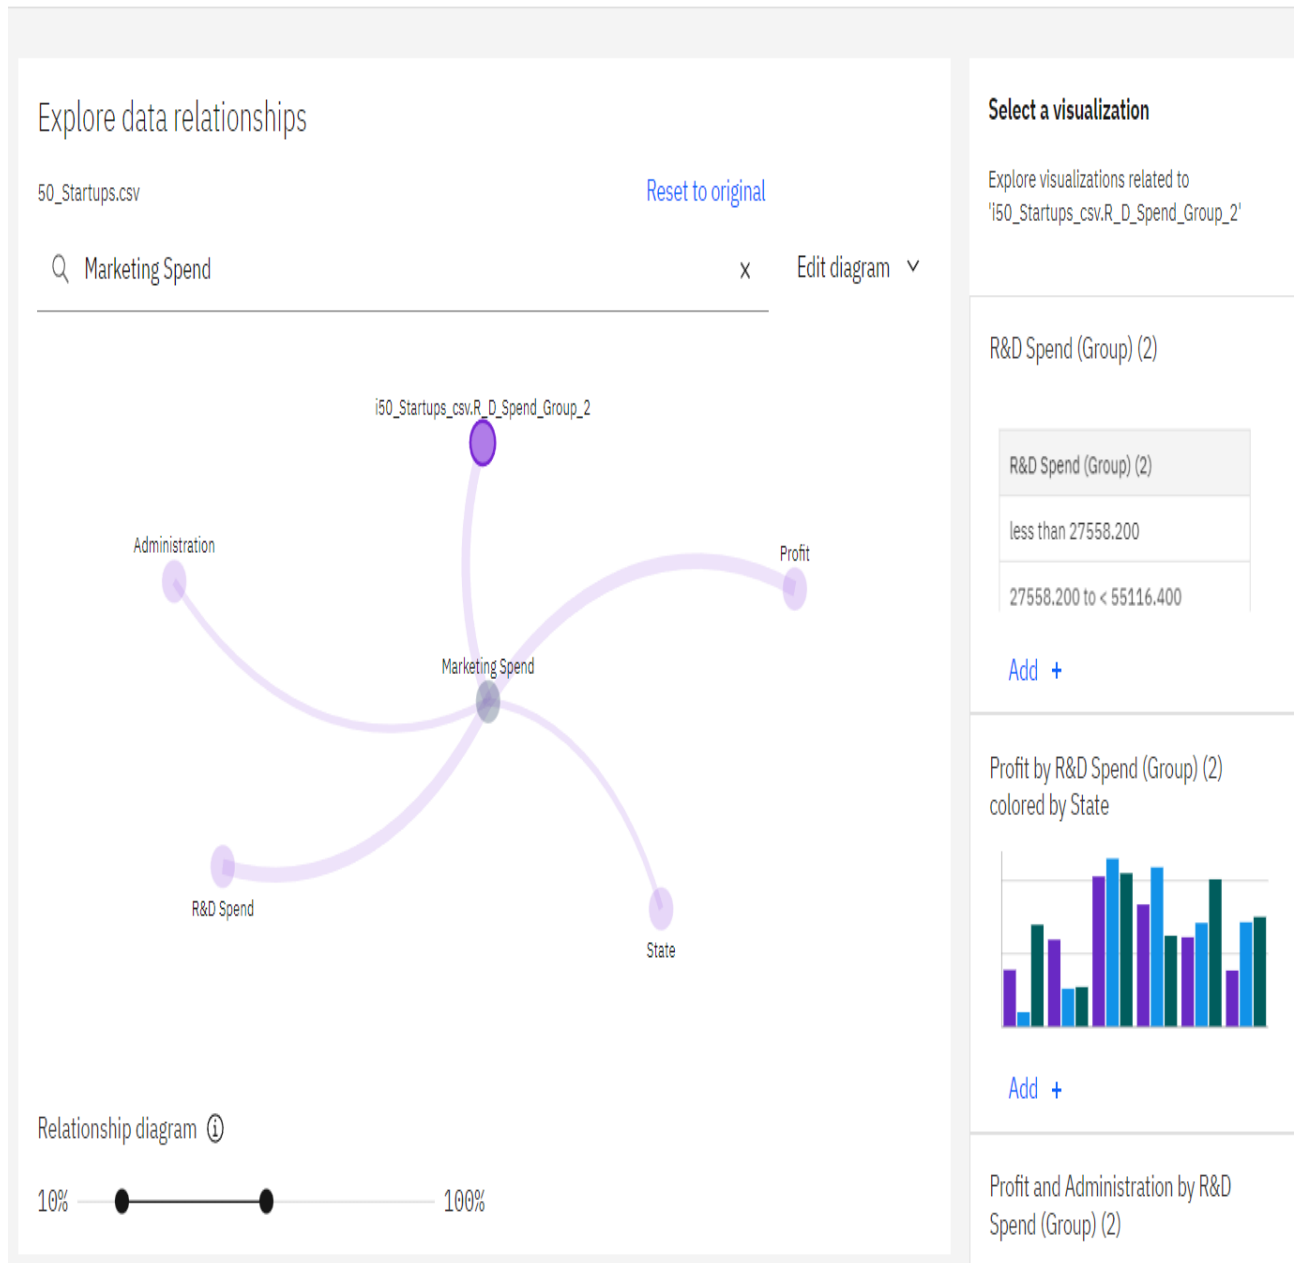 Explore data relationships
50_Startups.csv
Reset to original
Marketing Spend
x
Edit diagram
i50_Startups_csv.R_D_Spend_Group_2
Administration
Profit
Marketing Spend
R&D Spend
State
Relationship diagram
10%
100%
Select a visualization
Explore visualizations related to
'i50_Startups_csv.R_D_Spend_Group_2'
R&D Spend (Group) (2)
R&D Spend (Group) (2)
less than 27558.200
27558.200 to < 55116.400
Add +
Profit by R&D Spend (Group) (2)
colored by State
Add +
Profit and Administration by R&D
Spend (Group) (2)